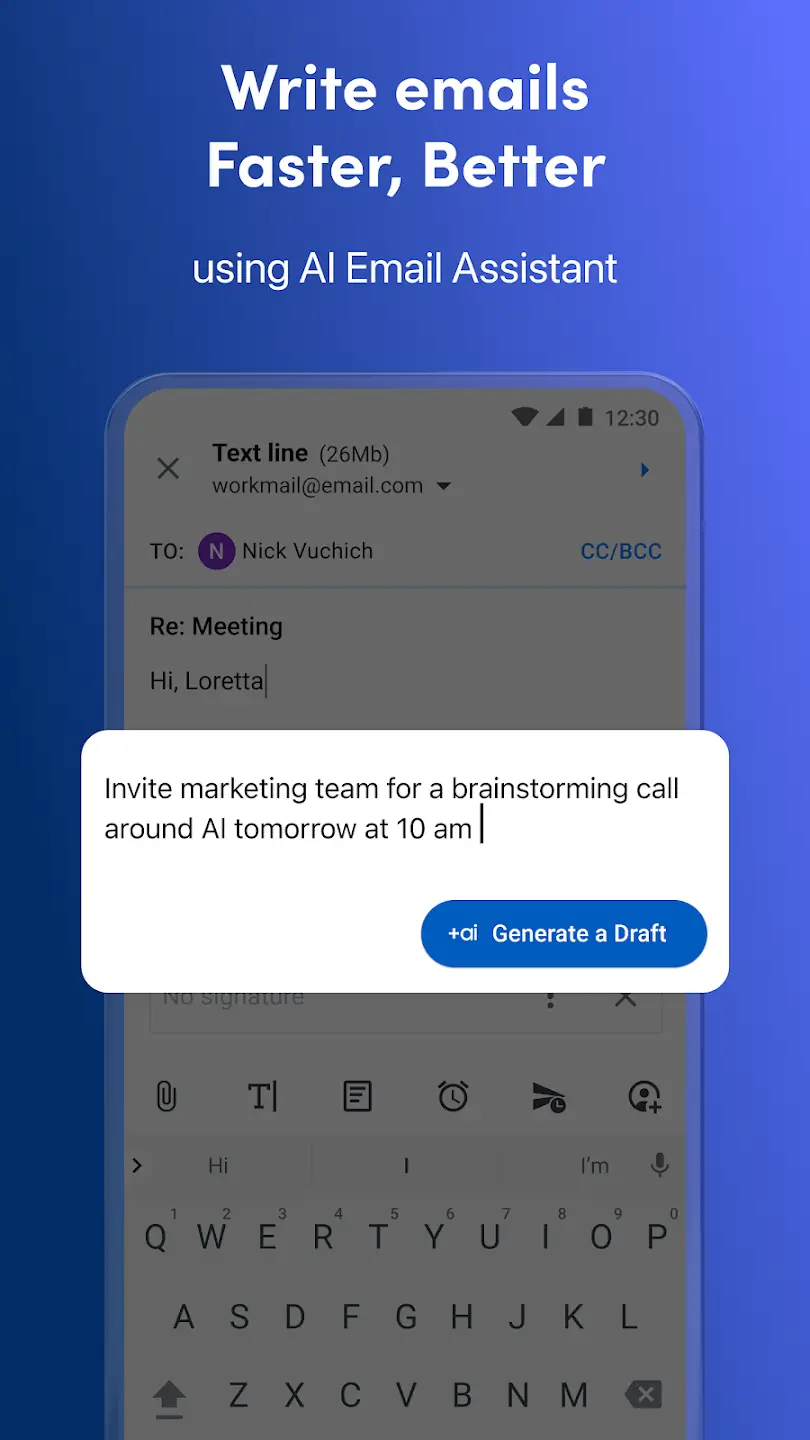 Write emails
Faster, Better
using AI Email Assistant
12:30
Text line (26Mb)
workmail@email.com
TO: N Nick Vuchich CC/BCC
Re: Meeting
Hi, Loretta
Invite marketing team for a brainstorming call
around AI tomorrow at 10 am
+ai Generate a Draft
No signature
T
Hi I I'm
1 2 3 4 5 6 7 8 9 0
Q W E R T Y U I O P
A S D F G H J K L
Z X C V B N M